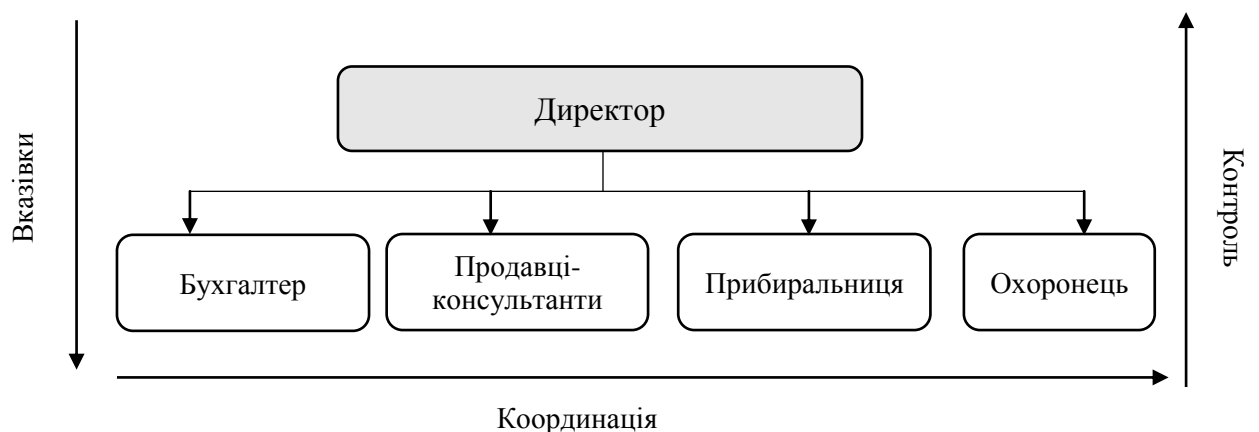 Вказівки
Директор
Контроль
Бухгалтер
Продавці-
консультанти
Прибиральниця
Охоронець
Координація